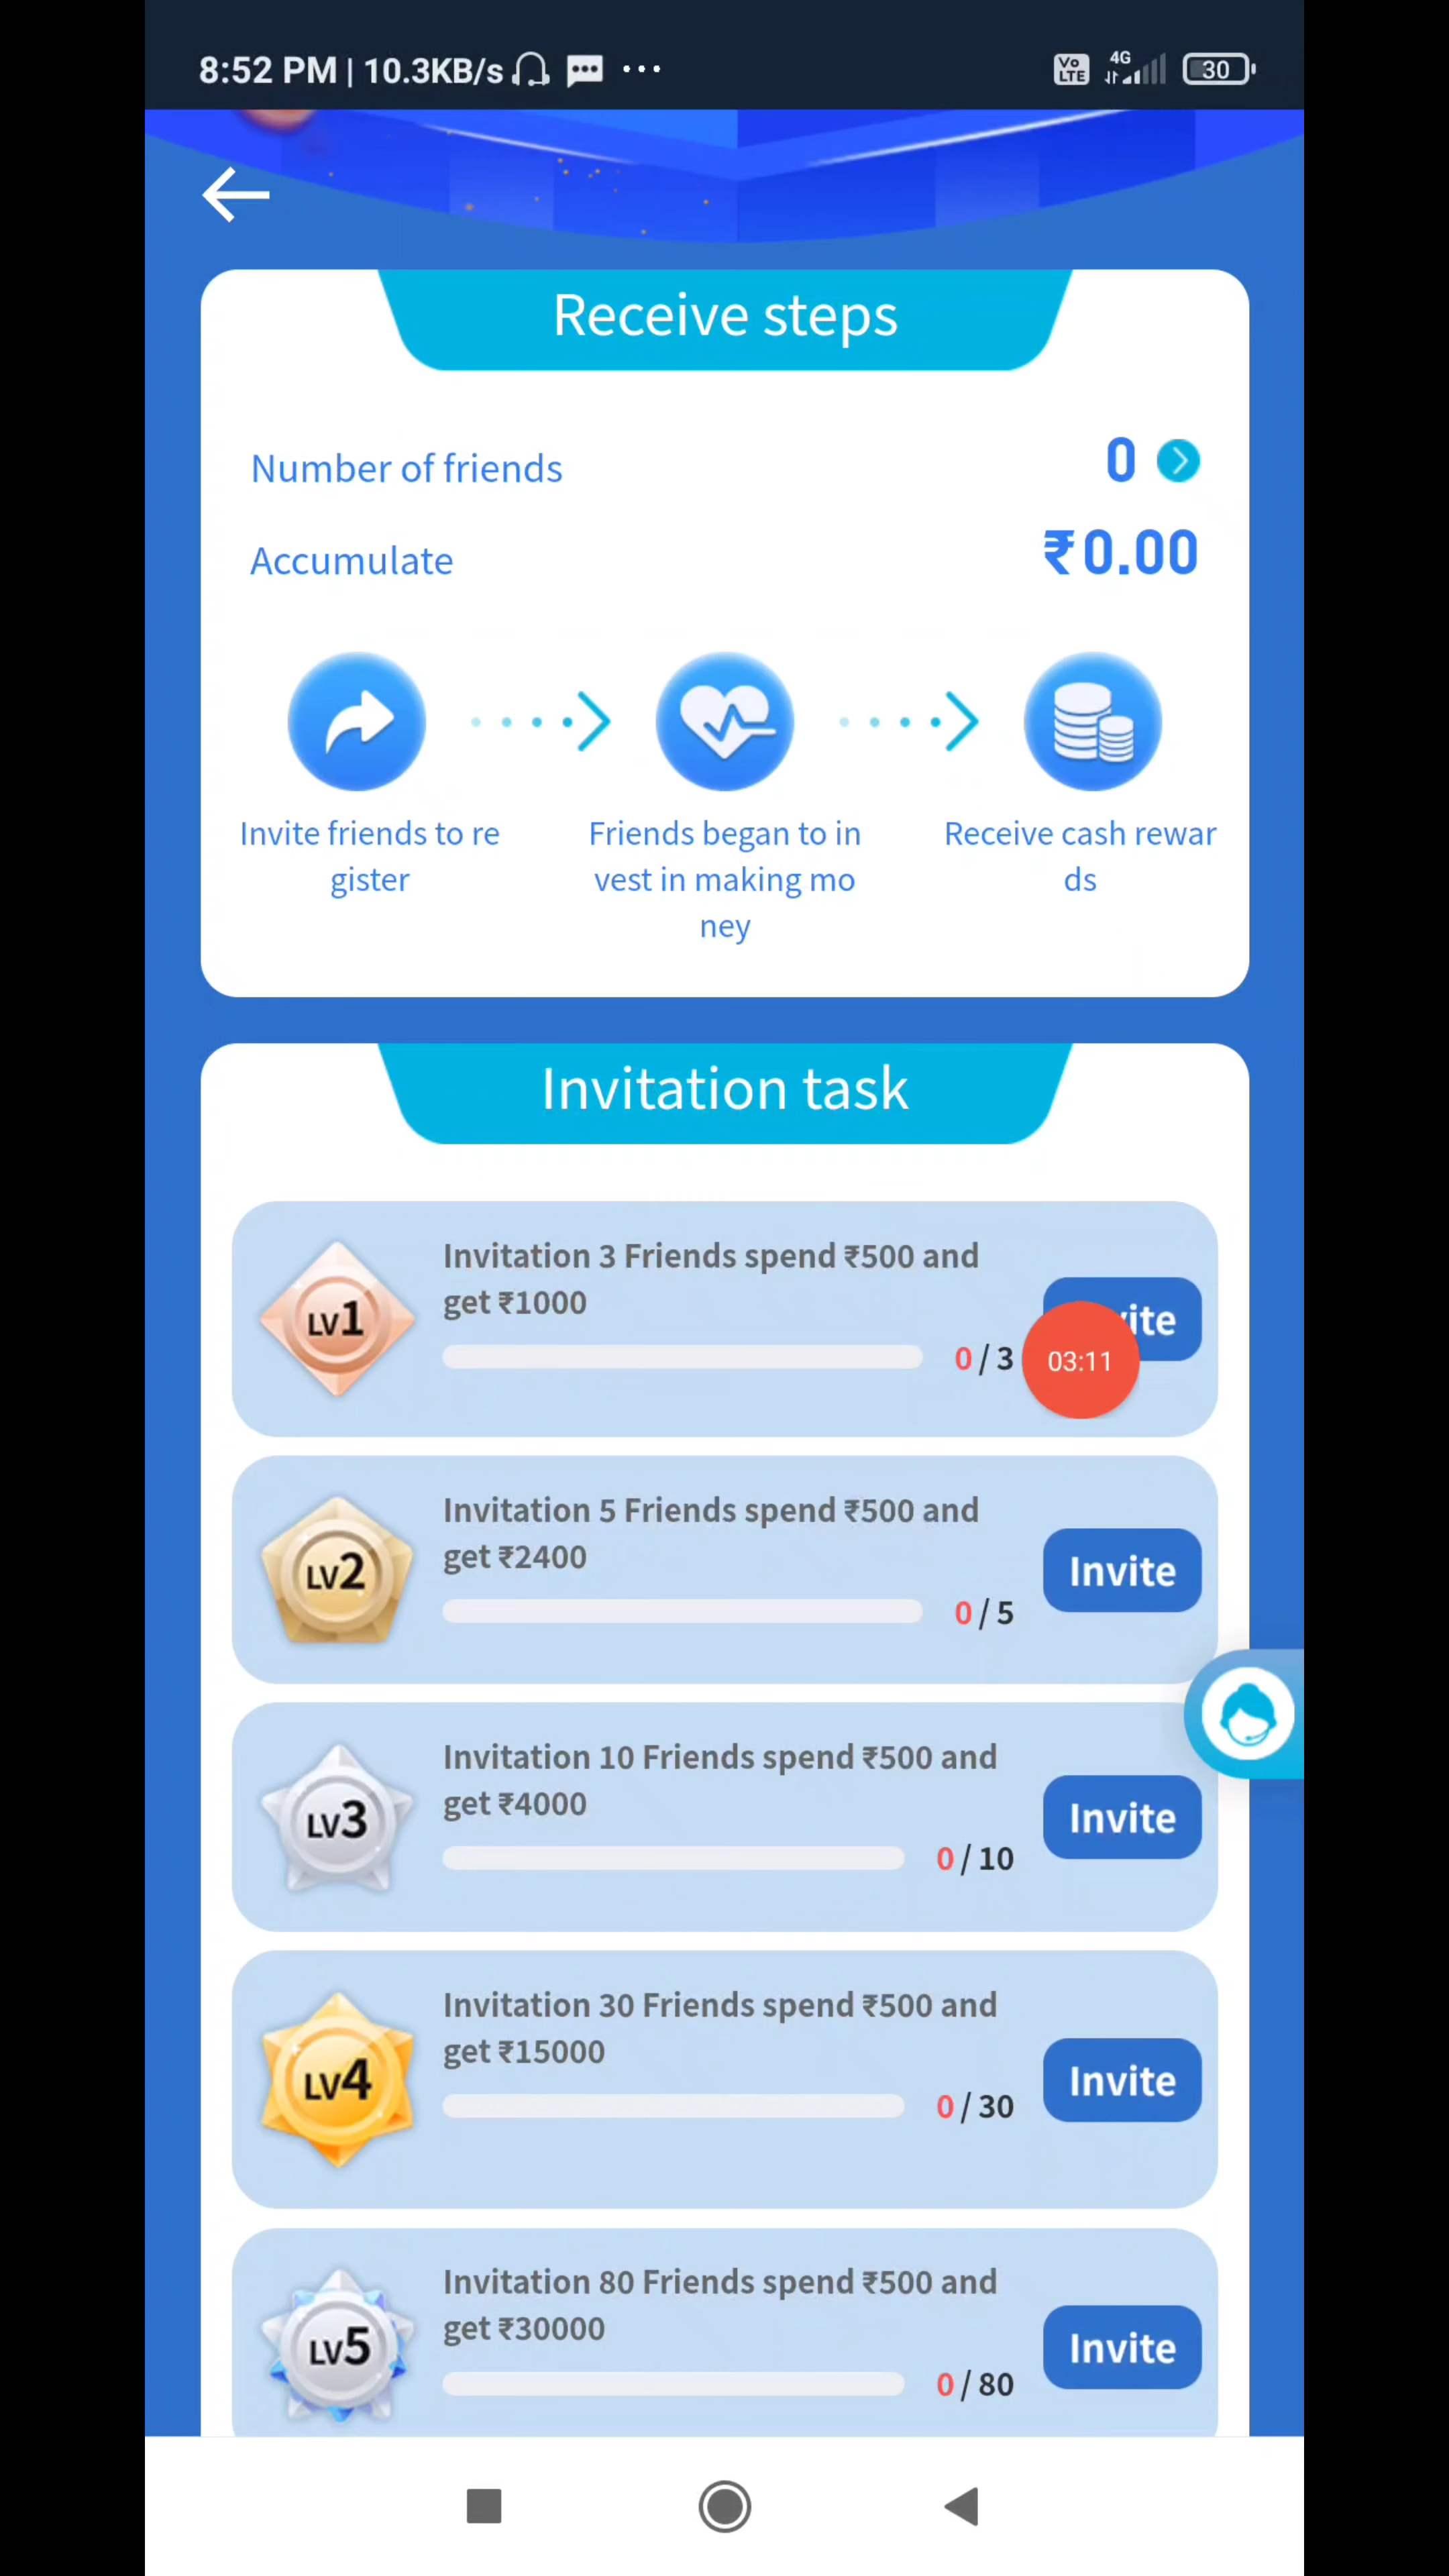 8:52 PM | 10.3KB/s ...
Vo LTE 4G 30
Receive steps
Number of friends 0
Accumulate ₹0.00
Invite friends to re
gister
Friends began to in
vest in making mo
ney
Receive cash rewar
ds
Invitation task
LV1
Invitation 3 Friends spend ₹500 and
get ₹1000
0 / 3
03:11
LV2
Invitation 5 Friends spend ₹500 and
get ₹2400
0 / 5
Invite
LV3
Invitation 10 Friends spend ₹500 and
get ₹4000
0 / 10
Invite
LV4
Invitation 30 Friends spend ₹500 and
get ₹15000
0 / 30
Invite
LV5
Invitation 80 Friends spend ₹500 and
get ₹30000
0 / 80
Invite